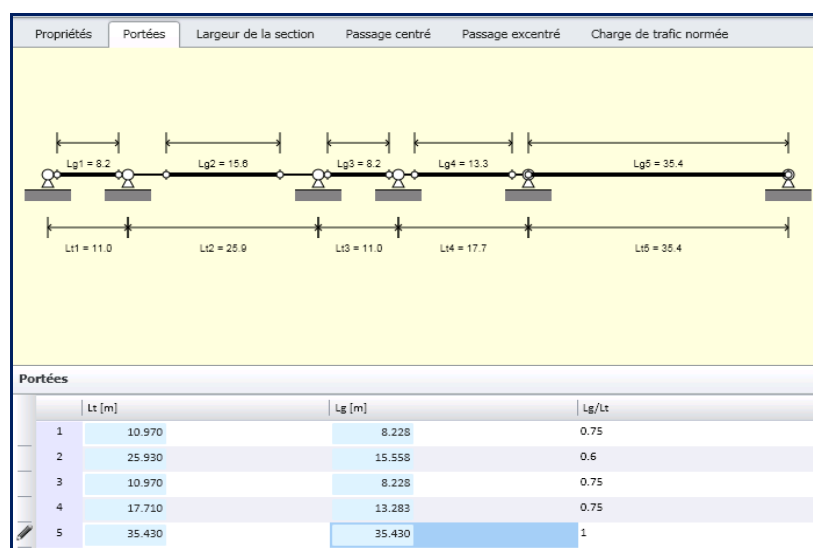 Propriétés Portées Largeur de la section Passage centré Passage excentré Charge de trafic normée
Lg1 = 8.2 Lg2 = 15.6 Lg3 = 8.2 Lg4 = 13.3 Lg5 = 35.4
Lt1 = 11.0 Lt2 = 25.9 Lt3 = 11.0 Lt4 = 17.7 Lt5 = 35.4
Portées
Lt [m] Lg [m] Lg/Lt
1 10.970 8.228 0.75
2 25.930 15.558 0.6
3 10.970 8.228 0.75
4 17.710 13.283 0.75
5 35.430 35.430 1